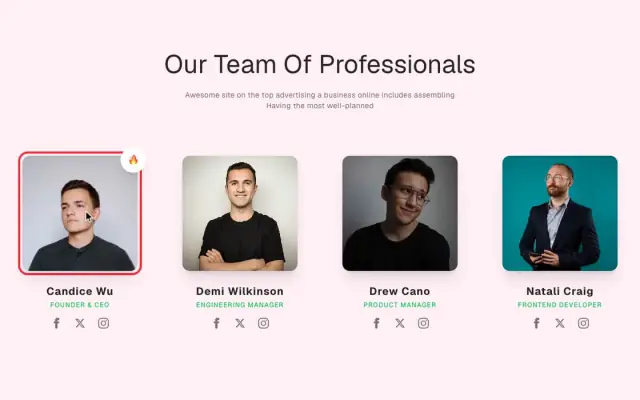 Our Team Of Professionals
Awesome site on the top advertising a business online includes assembling
Having the most well-planned
Candice Wu
FOUNDER & CEO
Demi Wilkinson
ENGINEERING MANAGER
Drew Cano
PRODUCT MANAGER
Natali Craig
FRONTEND DEVELOPER